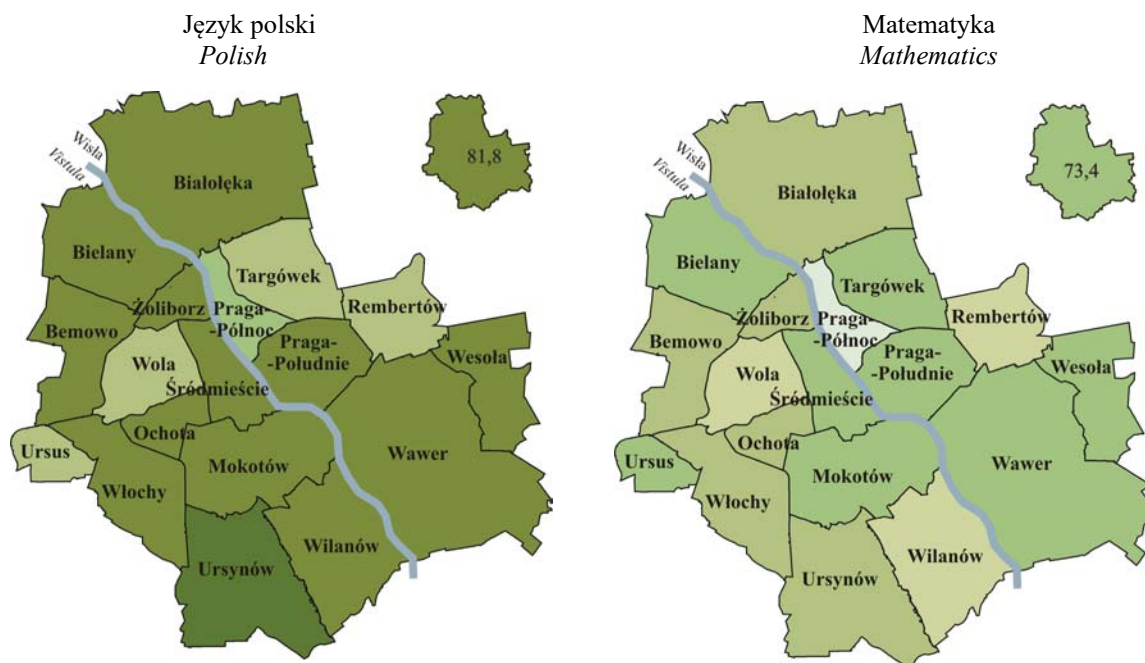 Język polski
Polish
Wisła
Vistula
81,8
Białołęka
Bielany
Targówek
Żoliborz
Praga-
-Północ
Rembertów
Bemowo
Praga-
-Południe
Wesoła
Wola
Śródmieście
Ochota
Ursus
Mokotów
Wawer
Włochy
Wilanów
Ursynów
Matematyka
Mathematics
Wisła
Vistula
73,4
Białołęka
Bielany
Targówek
Żoliborz
Praga-
-Północ
Rembertów
Bemowo
Praga-
-Południe
Wesoła
Wola
Śródmieście
Ochota
Ursus
Mokotów
Wawer
Włochy
Wilanów
Ursynów